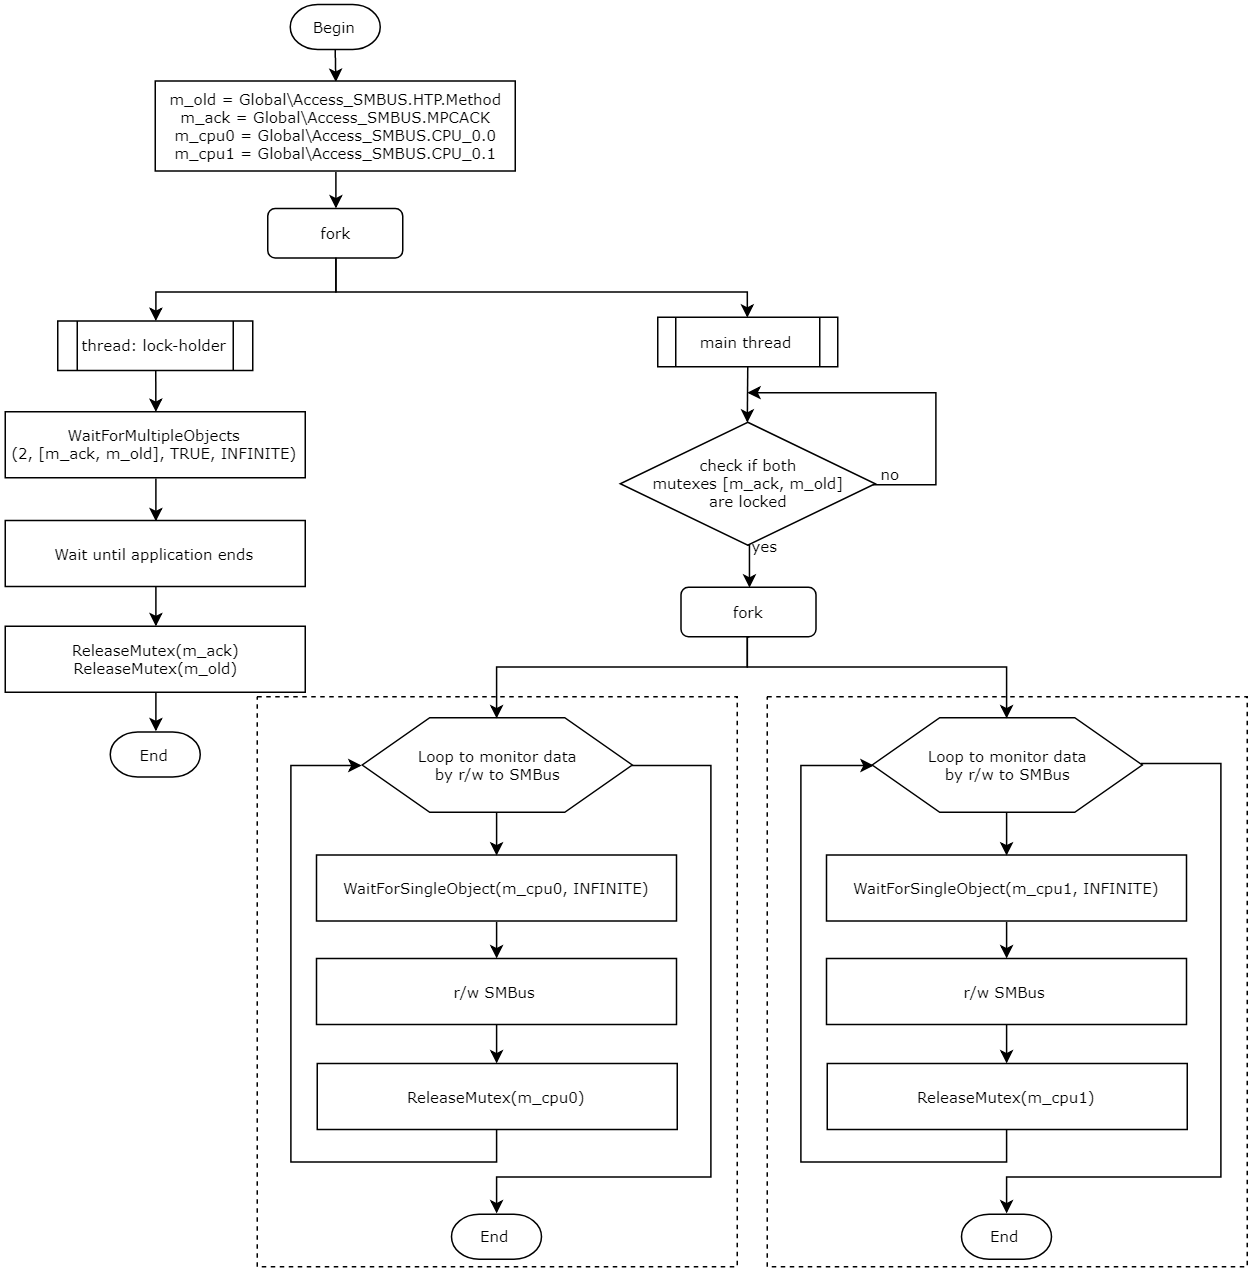 Begin
m_old = Global\Access_SMBUS.HTP.Method
m_ack = Global\Access_SMBUS.MPCACK
m_cpu0 = Global\Access_SMBUS.CPU_0.0
m_cpu1 = Global\Access_SMBUS.CPU_0.1
fork
thread: lock-holder
WaitForMultipleObjects
(2, [m_ack, m_old], TRUE, INFINITE)
Wait until application ends
ReleaseMutex(m_ack)
ReleaseMutex(m_old)
End
main thread
check if both
mutexes [m_ack, m_old]
are locked
no
yes
fork
Loop to monitor data
by r/w to SMBus
WaitForSingleObject(m_cpu0, INFINITE)
r/w SMBus
ReleaseMutex(m_cpu0)
End
Loop to monitor data
by r/w to SMBus
WaitForSingleObject(m_cpu1, INFINITE)
r/w SMBus
ReleaseMutex(m_cpu1)
End